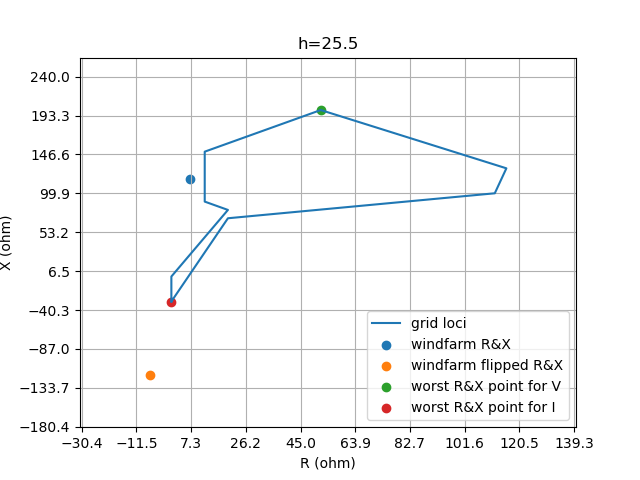 h=25.5
240.0
193.3
146.6
99.9
53.2
6.5
−40.3
−87.0
−133.7
−180.4
X (ohm)
grid loci
windfarm R&X
windfarm flipped R&X
worst R&X point for V
worst R&X point for I
−30.4 −11.5 7.3 26.2 45.0 63.9 82.7 101.6 120.5 139.3
R (ohm)